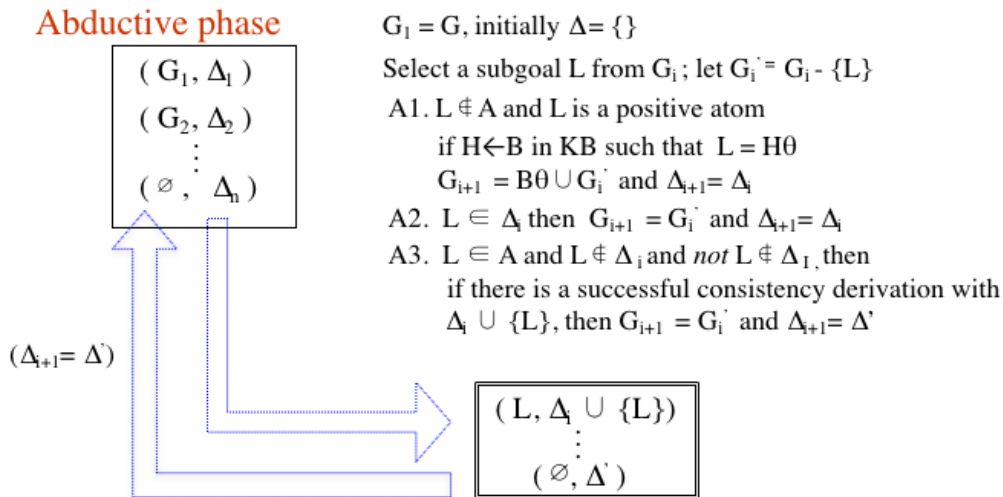 Abductive phase
( G₁, Δ₁ )
( G₂, Δ₂ )
⋮
( ∅ , Δₙ )
G₁ = G, initially Δ= {}
Select a subgoal L from Gᵢ ; let Gᵢ' = Gᵢ - {L}
A1. L ∉ A and L is a positive atom
if H←B in KB such that L = Hθ
Gᵢ₊₁ = Bθ ∪ Gᵢ' and Δᵢ₊₁= Δᵢ
A2. L ∈ Δᵢ then Gᵢ₊₁ = Gᵢ' and Δᵢ₊₁= Δᵢ
A3. L ∈ A and L ∉ Δᵢ and not L ∉ Δ_I, then
if there is a successful consistency derivation with
Δᵢ ∪ {L}, then Gᵢ₊₁ = Gᵢ' and Δᵢ₊₁= Δ'
(Δᵢ₊₁= Δ')
( L, Δᵢ ∪ {L})
⋮
( ∅, Δ' )